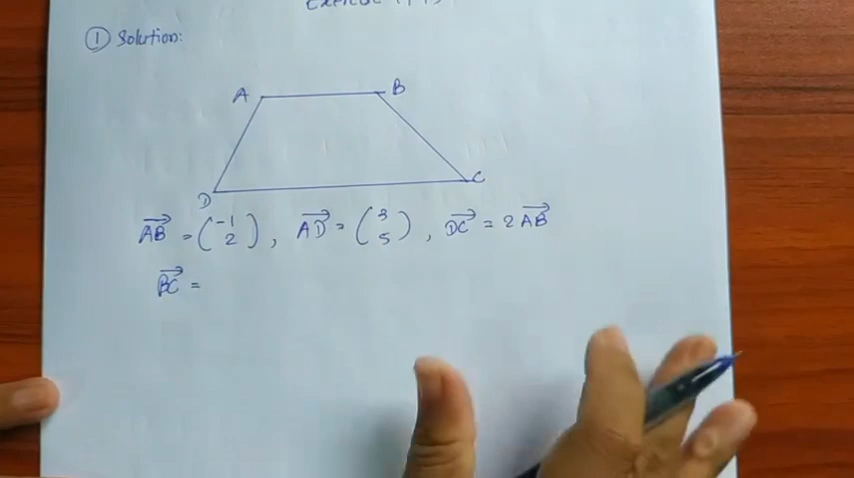 ① Solution:
A B
D C
AB→ = (-1 2), AD→ = (3 5), DC→ = 2AB→
BC→ =